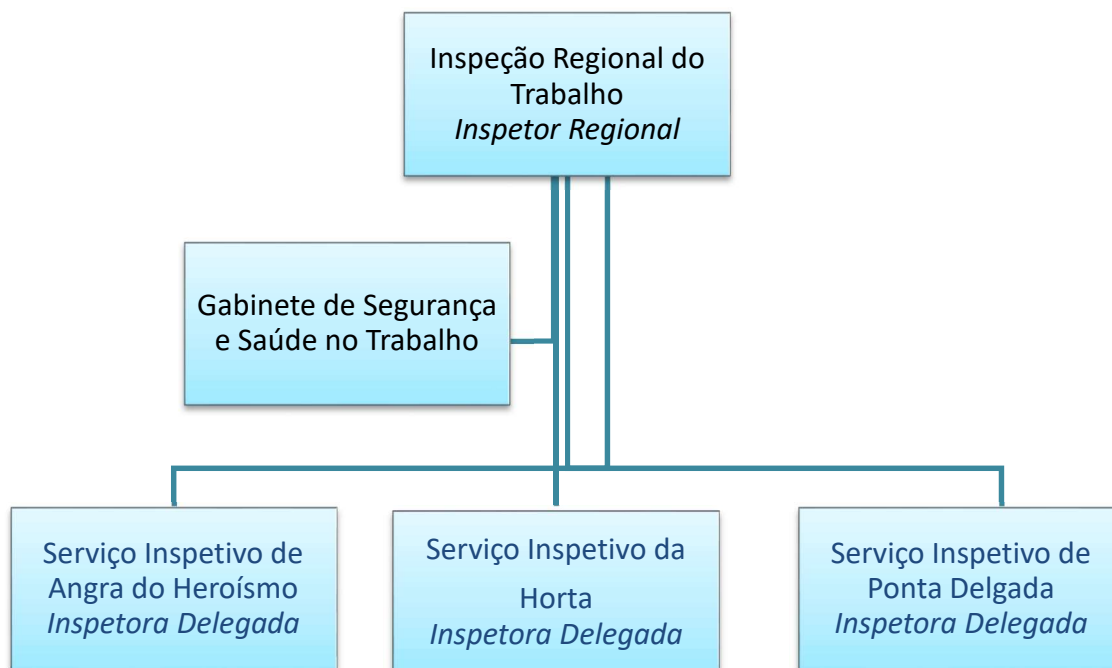 Inspeção Regional do
Trabalho
Inspetor Regional
Gabinete de Segurança
e Saúde no Trabalho
Serviço Inspetivo de
Angra do Heroísmo
Inspetora Delegada
Serviço Inspetivo da
Horta
Inspetora Delegada
Serviço Inspetivo de
Ponta Delgada
Inspetora Delegada